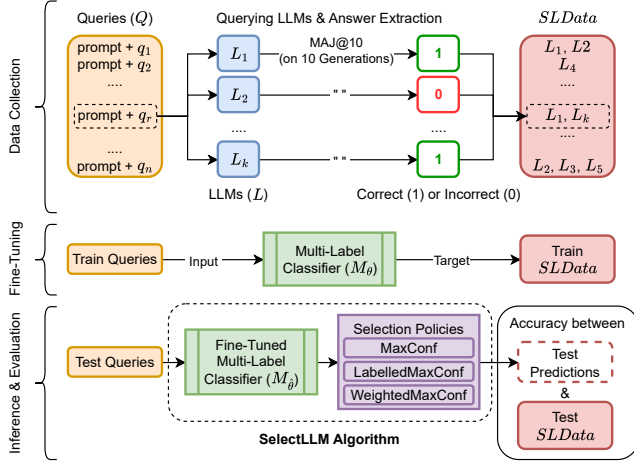 Queries (Q)
Querying LLMs & Answer Extraction
SLData
Data Collection
prompt + q1
prompt + q2
....
prompt + qr
....
prompt + qn
L1
L2
....
Lk
LLMs (L)
MAJ@10
(on 10 Generations)
" "
" "
1
0
....
1
Correct (1) or Incorrect (0)
L1, L2
L4
....
L1, Lk
....
L2, L3, L5
Fine-Tuning
Train Queries
Input
Multi-Label
Classifier (Mθ)
Target
Train
SLData
Inference & Evaluation
Test Queries
Fine-Tuned
Multi-Label
Classifier (Mθ̂)
Selection Policies
MaxConf
LabelledMaxConf
WeightedMaxConf
SelectLLM Algorithm
Accuracy between
Test
Predictions
&
Test
SLData